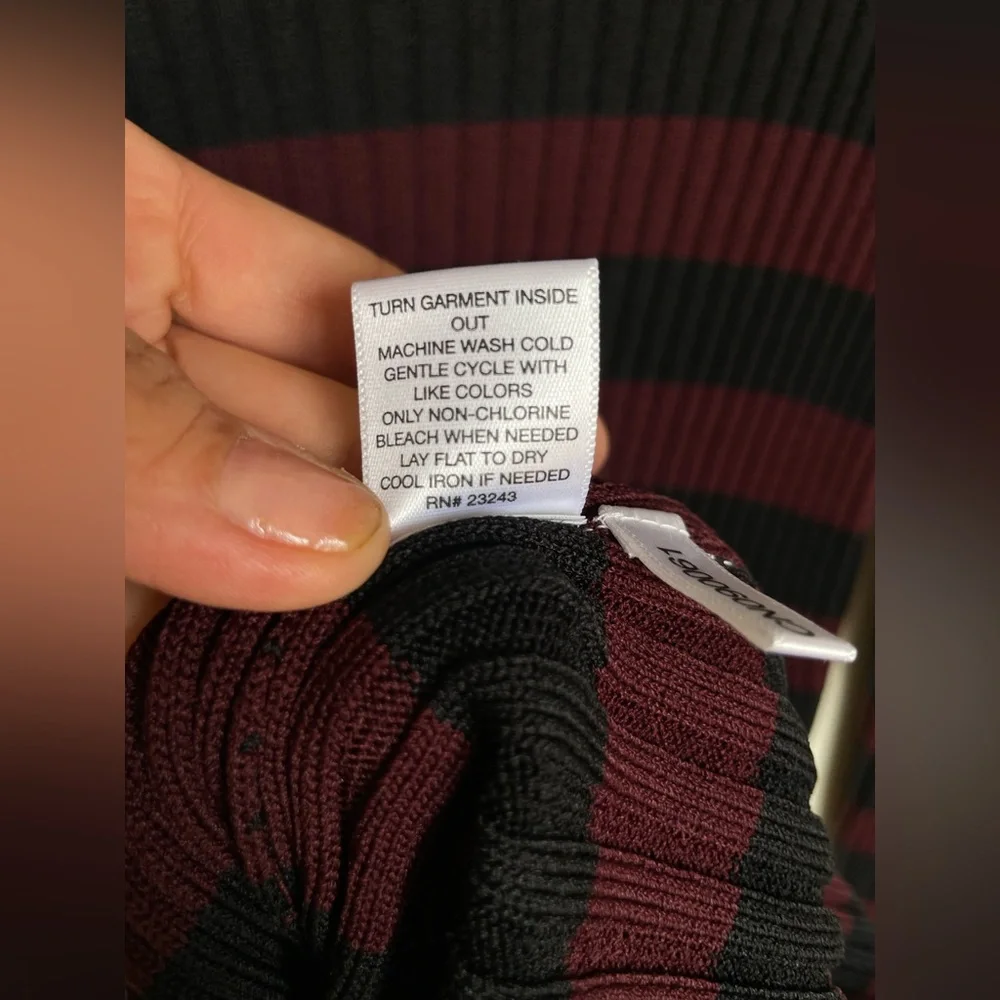 TURN GARMENT INSIDE
OUT
MACHINE WASH COLD
GENTLE CYCLE WITH
LIKE COLORS
ONLY NON-CHLORINE
BLEACH WHEN NEEDED
LAY FLAT TO DRY
COOL IRON IF NEEDED
RN# 23243